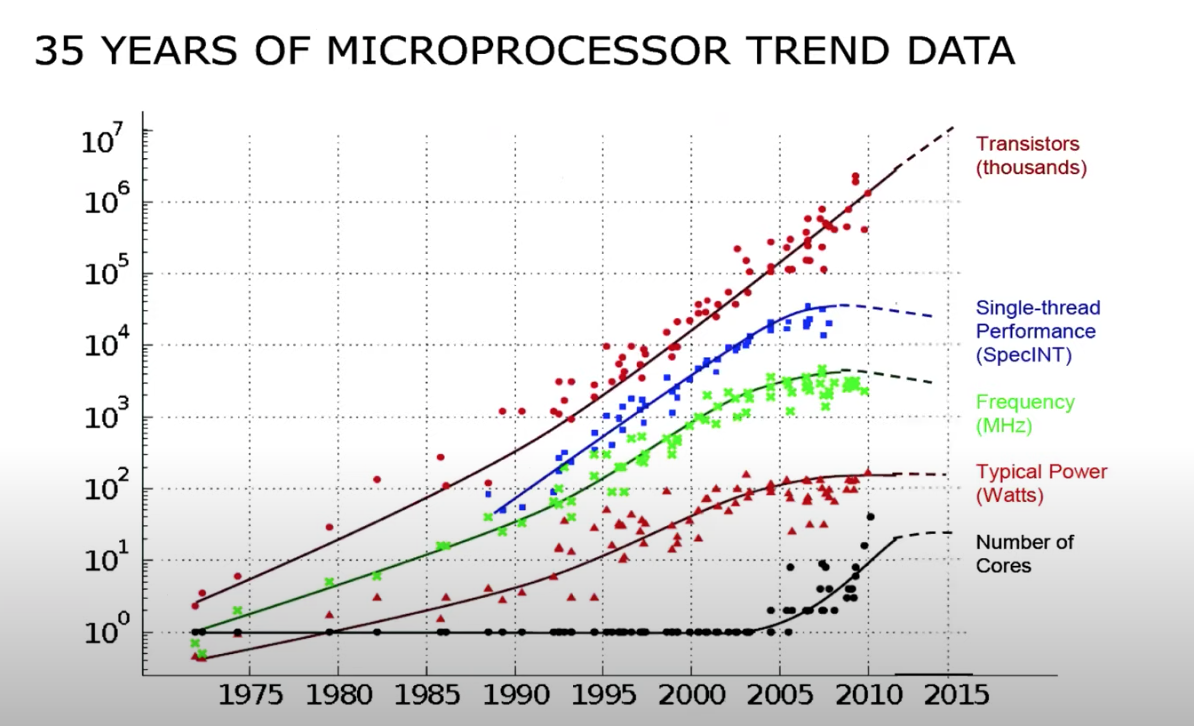 35 YEARS OF MICROPROCESSOR TREND DATA
10^7
10^6
10^5
10^4
10^3
10^2
10^1
10^0
1975 1980 1985 1990 1995 2000 2005 2010 2015
Transistors
(thousands)
Single-thread
Performance
(SpecINT)
Frequency
(MHz)
Typical Power
(Watts)
Number of
Cores